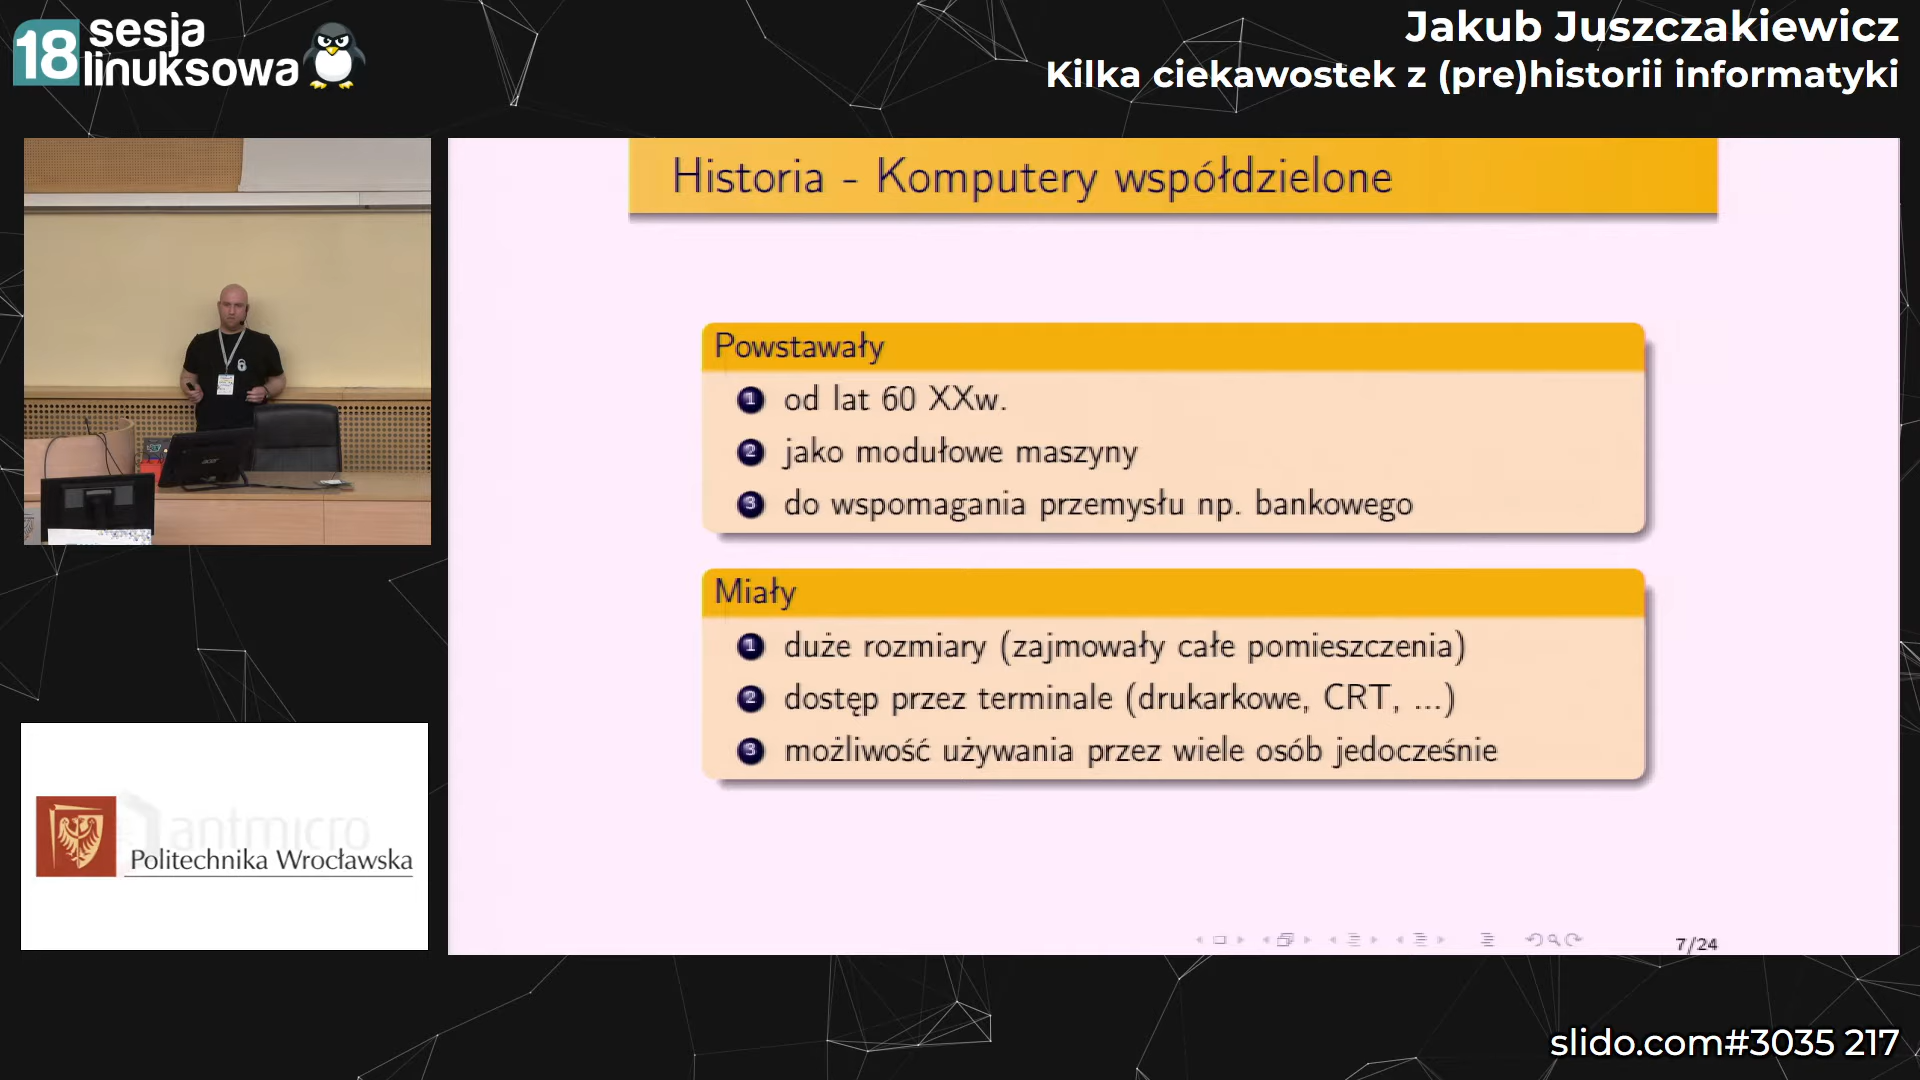 18 sesja
linuksowa
Jakub Juszczakiewicz
Kilka ciekawostek z (pre)historii informatyki
Historia - Komputery współdzielone
Powstawały
1 od lat 60 XXw.
2 jako modułowe maszyny
3 do wspomagania przemysłu np. bankowego
Miały
1 duże rozmiary (zajmowały całe pomieszczenia)
2 dostęp przez terminale (drukarkowe, CRT, ...)
3 możliwość używania przez wiele osób jedocześnie
7/24
acer
antmicro
Politechnika Wrocławska
slido.com#3035 217